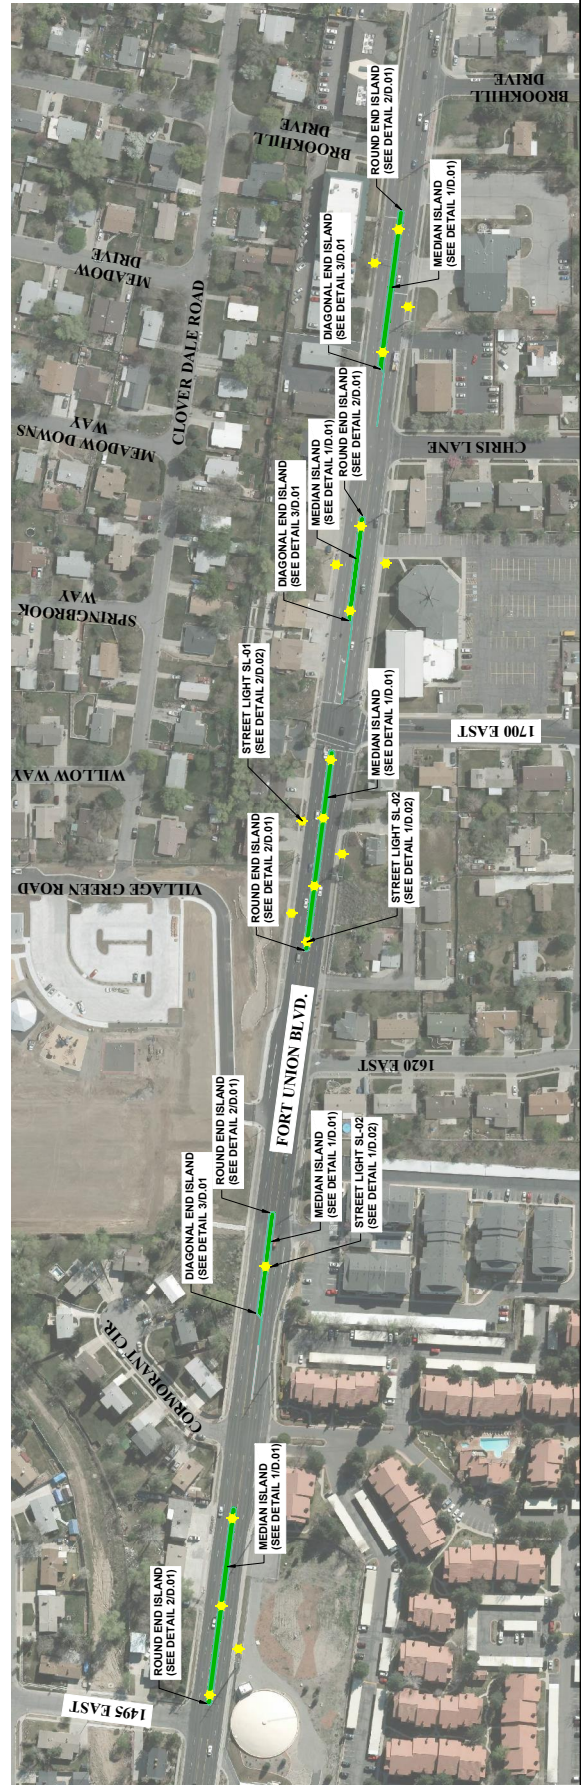 BROOKHILL
DRIVE
BROOKHILL
DRIVE
ROUND END ISLAND
(SEE DETAIL 2/D.01)
MEDIAN ISLAND
(SEE DETAIL 1/D.01)
DIAGONAL END ISLAND
(SEE DETAIL 3/D.01
MEADOW
DRIVE
CLOVER DALE ROAD
MEADOW DOWNS
WAY
CHRIS LANE
ROUND END ISLAND
(SEE DETAIL 2/D.01)
MEDIAN ISLAND
(SEE DETAIL 1/D.01)
DIAGONAL END ISLAND
(SEE DETAIL 3/D.01
SPRINGBROOK
WAY
STREET LIGHT SL-01
(SEE DETAIL 2/D.02)
MEDIAN ISLAND
(SEE DETAIL 1/D.01)
1700 EAST
WILLOW WAY
VILLAGE GREEN ROAD
ROUND END ISLAND
(SEE DETAIL 2/D.01)
STREET LIGHT SL-02
(SEE DETAIL 1/D.02)
FORT UNION BLVD.
1620 EAST
ROUND END ISLAND
(SEE DETAIL 2/D.01)
MEDIAN ISLAND
(SEE DETAIL 1/D.01)
STREET LIGHT SL-02
(SEE DETAIL 1/D.02)
DIAGONAL END ISLAND
(SEE DETAIL 3/D.01
CORMORANT CIR.
MEDIAN ISLAND
(SEE DETAIL 1/D.01)
ROUND END ISLAND
(SEE DETAIL 2/D.01)
1495 EAST